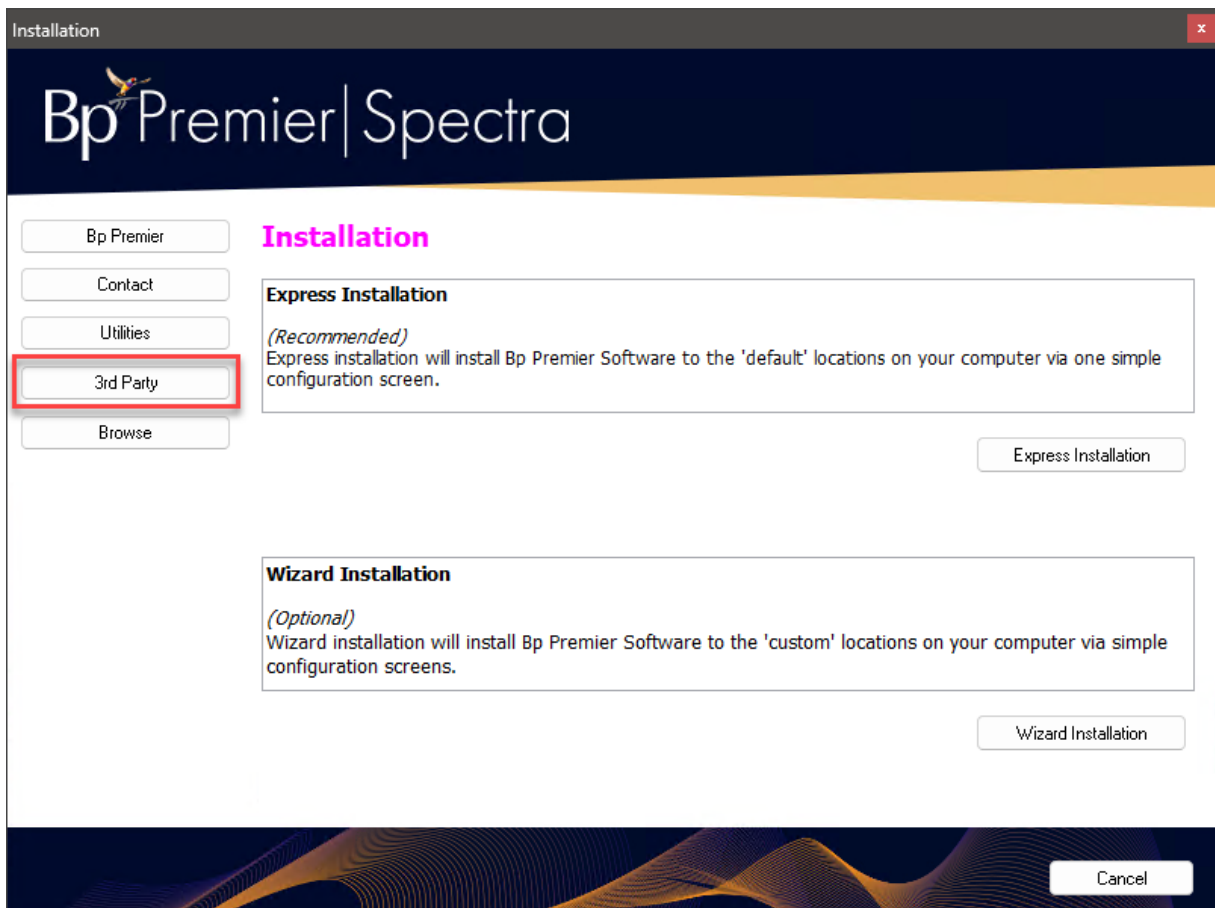 Installation
x
Bp Premier | Spectra
Bp Premier
Contact
Utilities
3rd Party
Browse
Installation
Express Installation
(Recommended)
Express installation will install Bp Premier Software to the 'default' locations on your computer via one simple
configuration screen.
Express Installation
Wizard Installation
(Optional)
Wizard installation will install Bp Premier Software to the 'custom' locations on your computer via simple
configuration screens.
Wizard Installation
Cancel